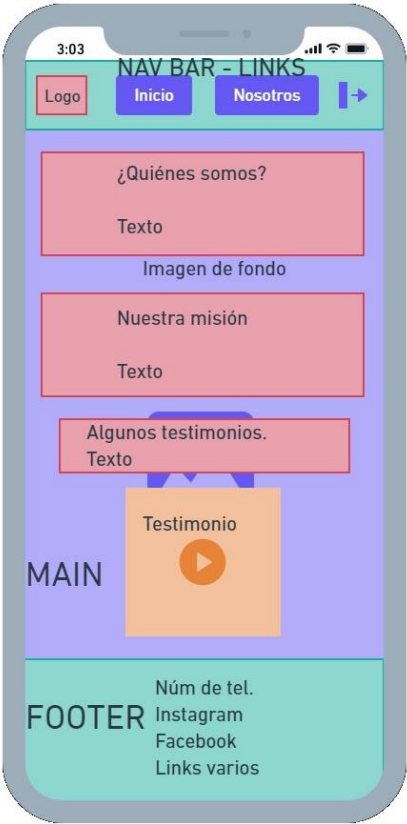 3:03
NAV BAR - LINKS
Logo
Inicio
Nosotros
¿Quiénes somos?
Texto
Imagen de fondo
Nuestra misión
Texto
Algunos testimonios.
Texto
Testimonio
MAIN
FOOTER
Núm de tel.
Instagram
Facebook
Links varios